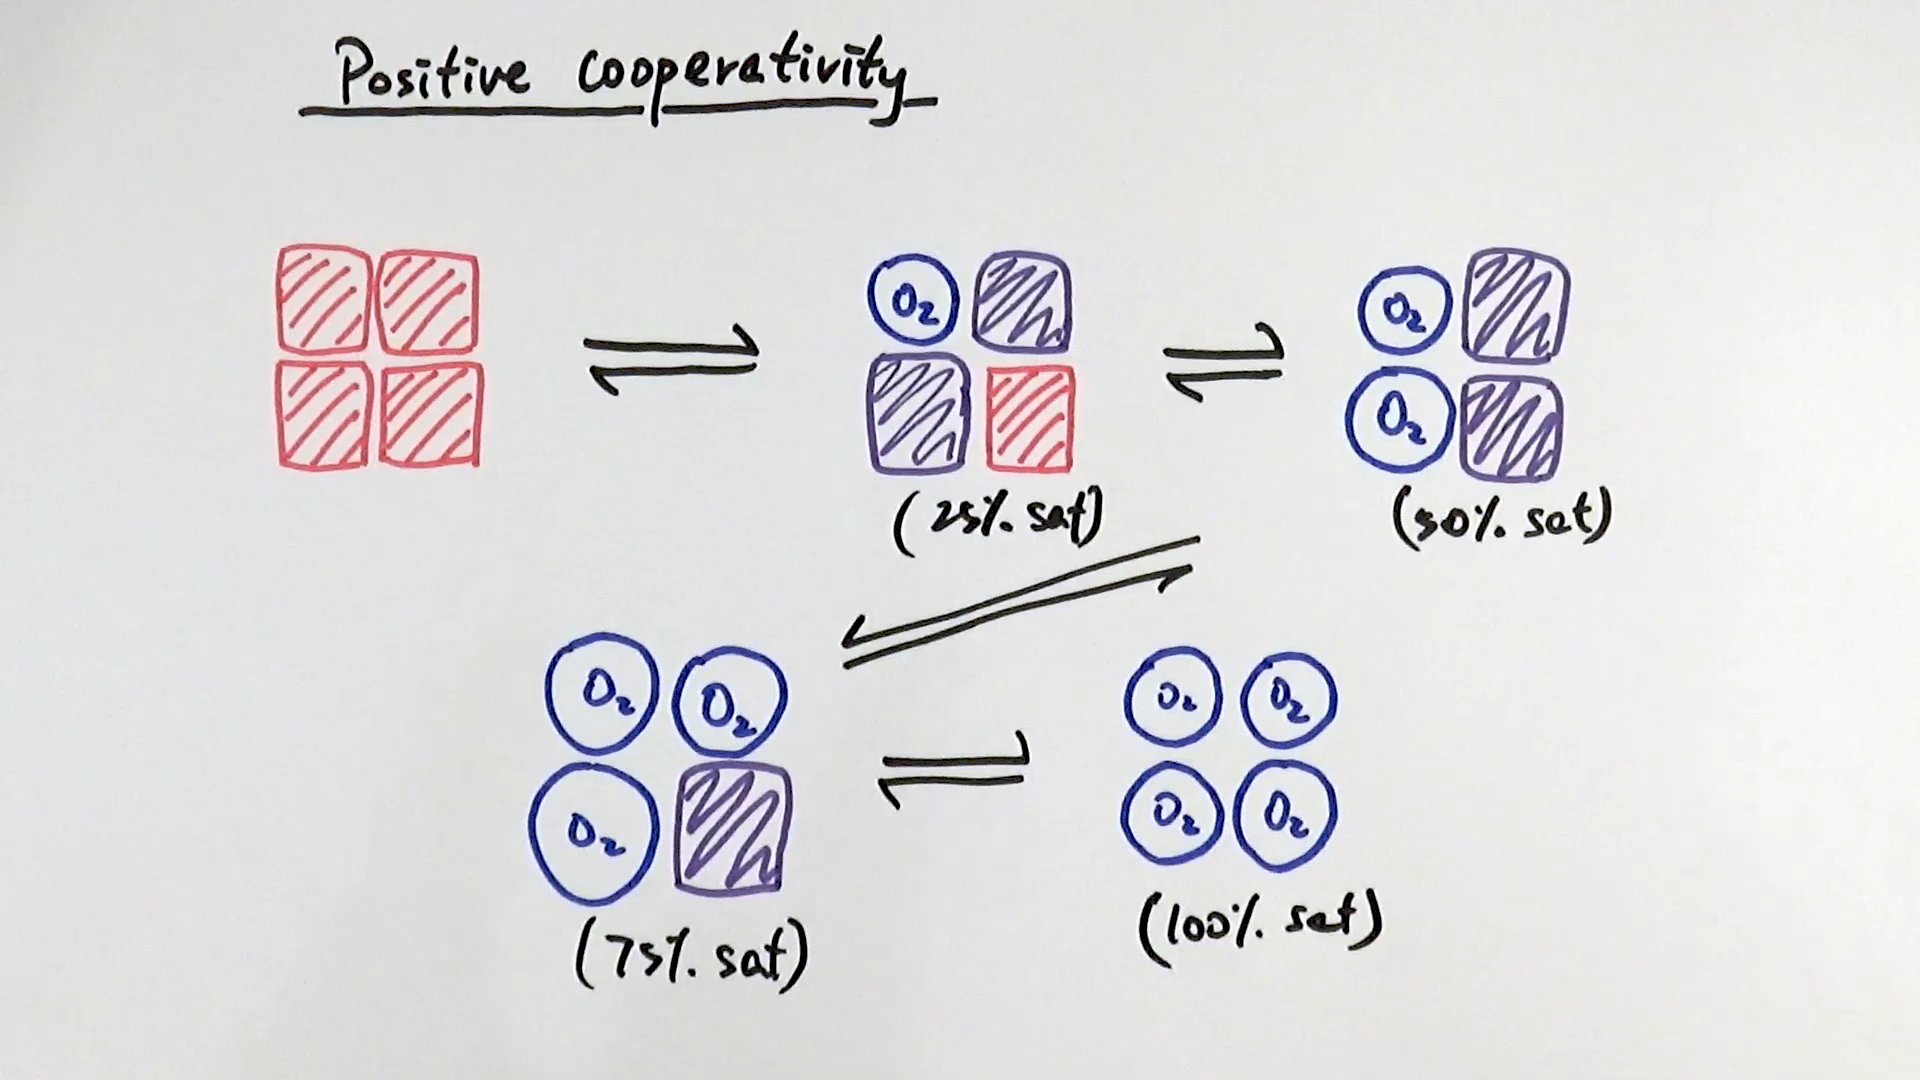 Positive cooperativity
O2
O2
O2
(25% sat)
(50% sat)
O2 O2
O2
(75% sat)
O2 O2
O2 O2
(100% sat)